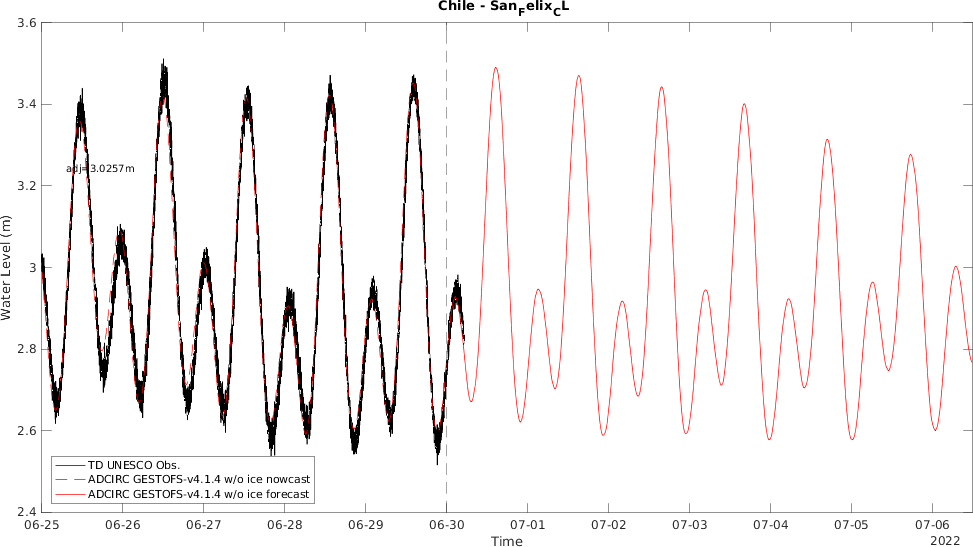 Chile - SanFelixCL
3.6
3.4
3.2
3
2.8
2.6
2.4
Water Level (m)
adj=3.0257m
TD UNESCO Obs.
ADCIRC GESTOFS-v4.1.4 w/o ice nowcast
ADCIRC GESTOFS-v4.1.4 w/o ice forecast
06-25 06-26 06-27 06-28 06-29 06-30 07-01 07-02 07-03 07-04 07-05 07-06
Time
2022